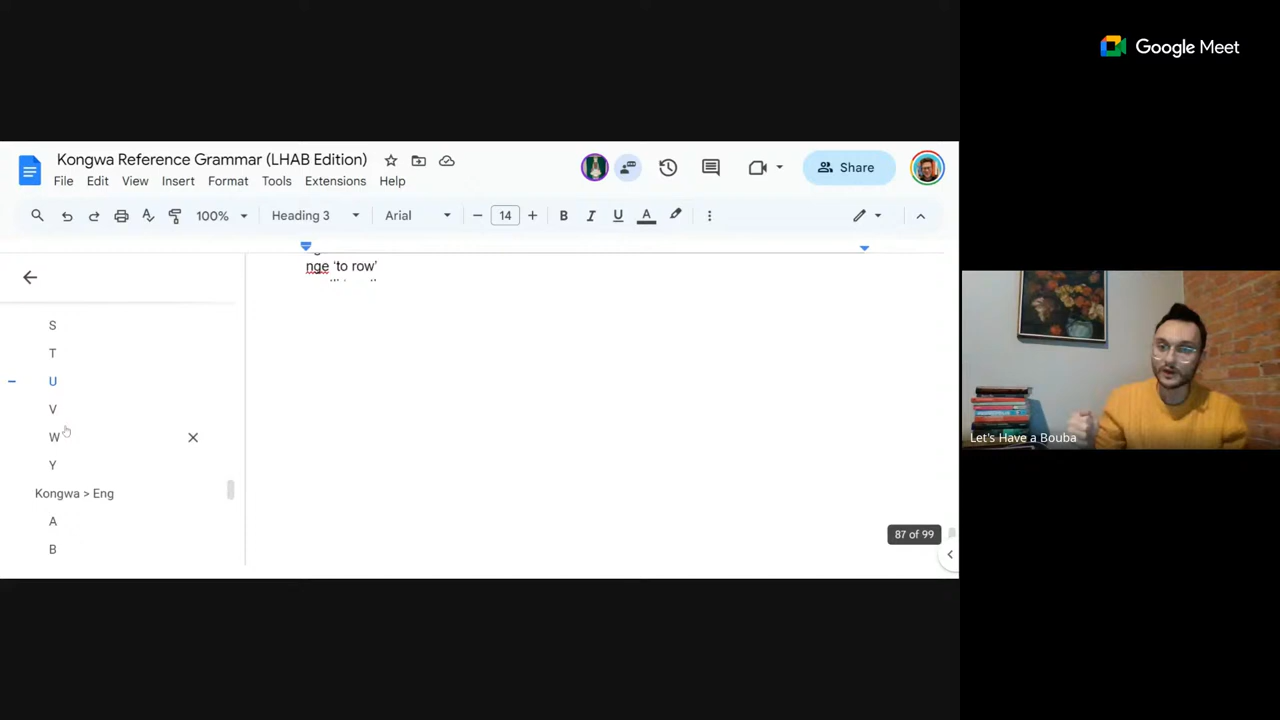 Google Meet
Kongwa Reference Grammar (LHAB Edition)
File Edit View Insert Format Tools Extensions Help
Share
100% Heading 3 Arial − 14 + B I U A
nge ‘to row’
S
T
U
V
W
Y
Kongwa > Eng
A
B
87 of 99
Let's Have a Bouba